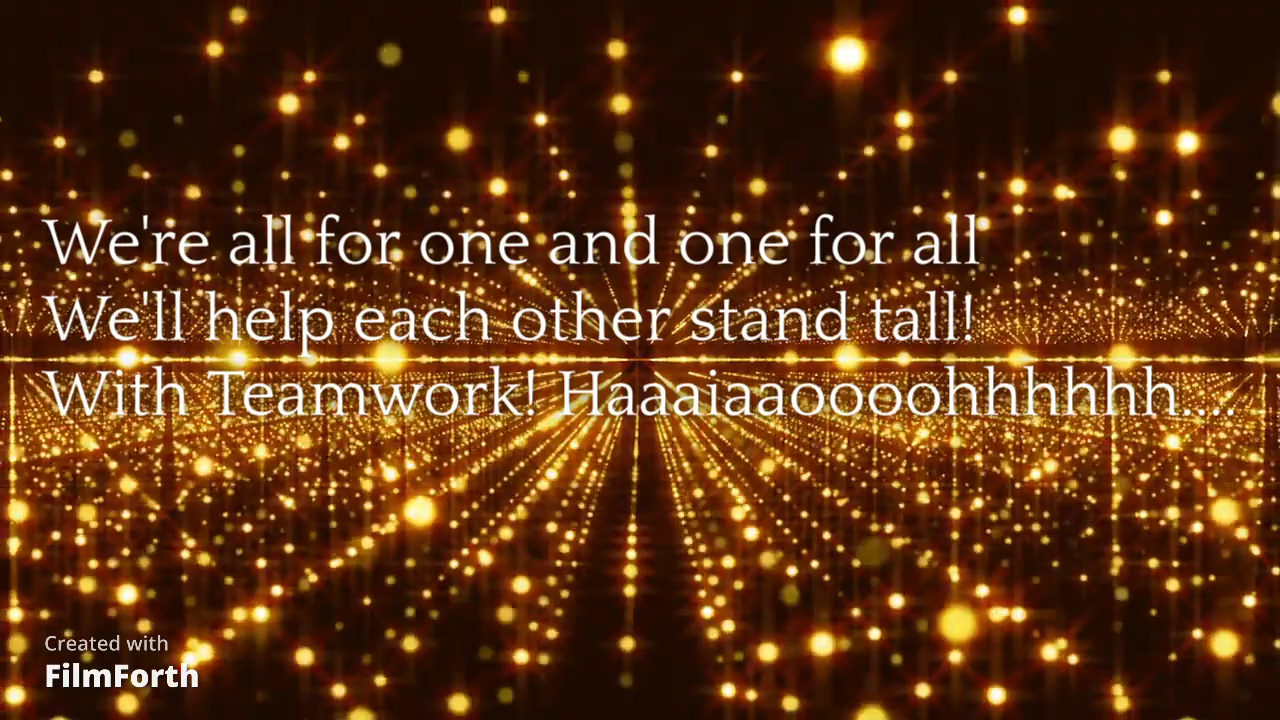 We're all for one and one for all
We'll help each other stand tall!
With Teamwork! Haaaiaaoooohhhhhh....
Created with
FilmForth